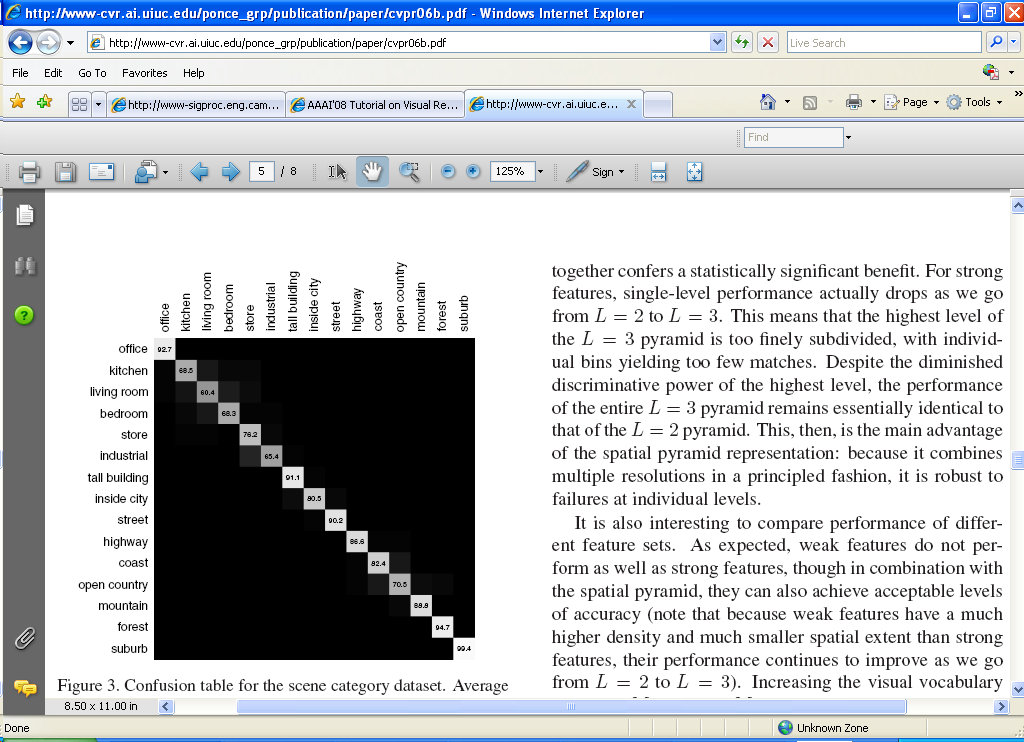 http://www-cvr.ai.uiuc.edu/ponce_grp/publication/paper/cvpr06b.pdf - Windows Internet Explorer
http://www-cvr.ai.uiuc.edu/ponce_grp/publication/paper/cvpr06b.pdf
Live Search
File Edit Go To Favorites Help
http://www-sigproc.eng.cam...
AAAI'08 Tutorial on Visual Re...
http://www-cvr.ai.uiuc.e...
Page
Tools
Find
5 / 8
125%
Sign
office
kitchen
living room
bedroom
store
industrial
tall building
inside city
street
highway
coast
open country
mountain
forest
suburb
office 92.7
kitchen 68.5
living room 60.4
bedroom 68.3
store 76.2
industrial 65.4
tall building 91.1
inside city 80.5
street 90.2
highway 86.6
coast 82.4
open country 70.5
mountain 88.8
forest 94.7
suburb 99.4
Figure 3. Confusion table for the scene category dataset. Average
together confers a statistically significant benefit. For strong
features, single-level performance actually drops as we go
from L = 2 to L = 3. This means that the highest level of
the L = 3 pyramid is too finely subdivided, with individ-
ual bins yielding too few matches. Despite the diminished
discriminative power of the highest level, the performance
of the entire L = 3 pyramid remains essentially identical to
that of the L = 2 pyramid. This, then, is the main advantage
of the spatial pyramid representation: because it combines
multiple resolutions in a principled fashion, it is robust to
failures at individual levels.
It is also interesting to compare performance of differ-
ent feature sets. As expected, weak features do not per-
form as well as strong features, though in combination with
the spatial pyramid, they can also achieve acceptable levels
of accuracy (note that because weak features have a much
higher density and much smaller spatial extent than strong
features, their performance continues to improve as we go
from L = 2 to L = 3). Increasing the visual vocabulary
8.50 x 11.00 in
Done
Unknown Zone